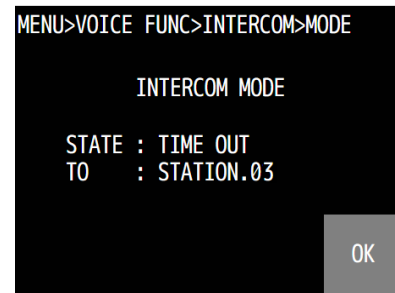 MENU>VOICE FUNC>INTERCOM>MODE
INTERCOM MODE
STATE : TIME OUT
TO : STATION.03
OK